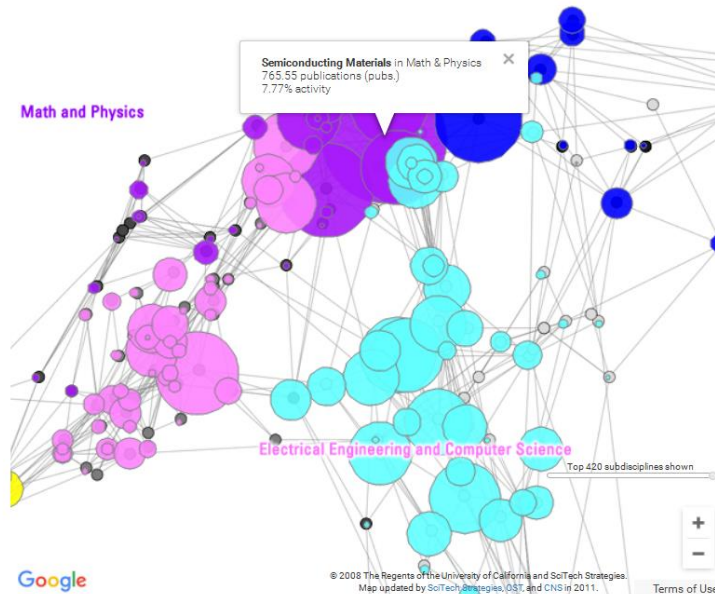 Semiconducting Materials in Math & Physics ×
765.55 publications (pubs.)
7.77% activity
Math and Physics
Electrical Engineering and Computer Science
Top 420 subdisciplines shown
+
−
Google
© 2008 The Regents of the University of California and SciTech Strategies.
Map updated by SciTech Strategies, OST, and CNS in 2011.
Terms of Use